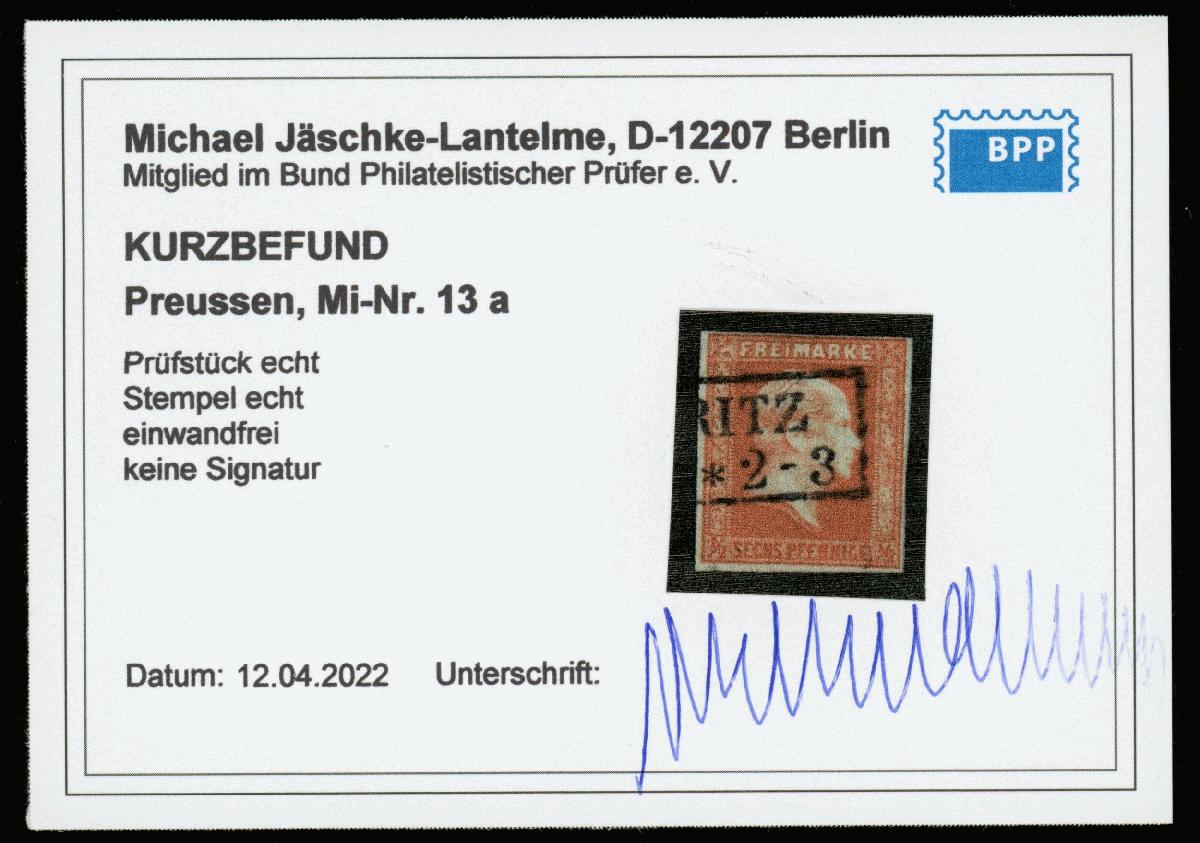 Michael Jäschke-Lantelme, D-12207 Berlin
Mitglied im Bund Philatelistischer Prüfer e. V.
BPP
KURZBEFUND
Preussen, Mi-Nr. 13 a
Prüfstück echt
Stempel echt
einwandfrei
keine Signatur
FREIMARKE
RITZ
* 2 - 3
SECHS PFENNIGE
Datum: 12.04.2022 Unterschrift: